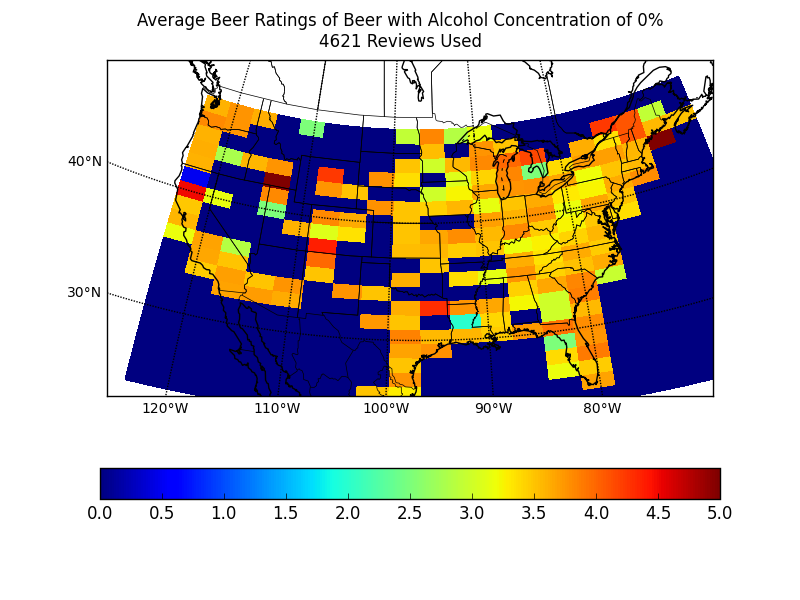 Average Beer Ratings of Beer with Alcohol Concentration of 0%
4621 Reviews Used
40°N
30°N
120°W 110°W 100°W 90°W 80°W
0.0 0.5 1.0 1.5 2.0 2.5 3.0 3.5 4.0 4.5 5.0